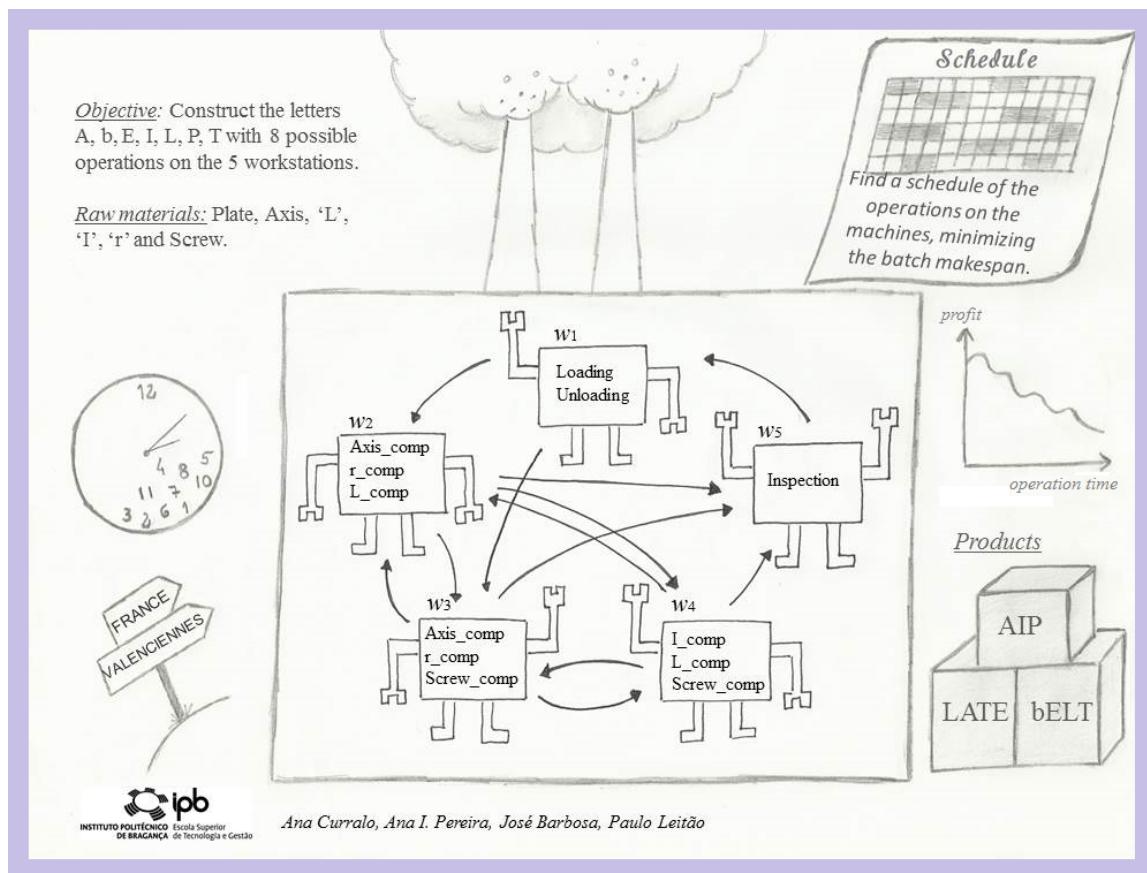 Objective: Construct the letters
A, b, E, I, L, P, T with 8 possible
operations on the 5 workstations.
Raw materials: Plate, Axis, ‘L’,
‘I’, ‘r’ and Screw.
Schedule
Find a schedule of the
operations on the
machines, minimizing
the batch makespan.
w1
Loading
Unloading
w2
Axis_comp
r_comp
L_comp
w5
Inspection
w3
Axis_comp
r_comp
Screw_comp
w4
I_comp
L_comp
Screw_comp
profit
operation time
12
4
8
5
11
7
10
3
2
6
1
FRANCE
VALENCIENNES
Products
AIP
LATE
bELT
ipb
INSTITUTO POLITÉCNICO
DE BRAGANÇA
Escola Superior
de Tecnologia e Gestão
Ana Curralo, Ana I. Pereira, José Barbosa, Paulo Leitão